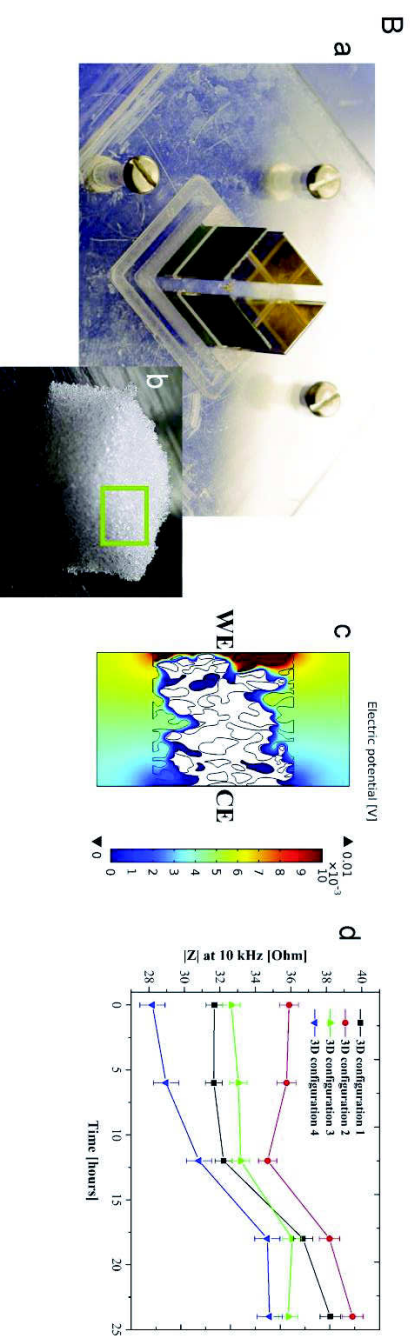 B
a
b
c
Electric potential [V]
WE
CE
▲ 0.01
×10⁻³
10
9
8
7
6
5
4
3
2
1
0
▼ 0
d
|Z| at 10 kHz [Ohm]
40
38
36
34
32
30
28
3D configuration 1
3D configuration 2
3D configuration 3
3D configuration 4
0
5
10
15
20
25
Time [hours]